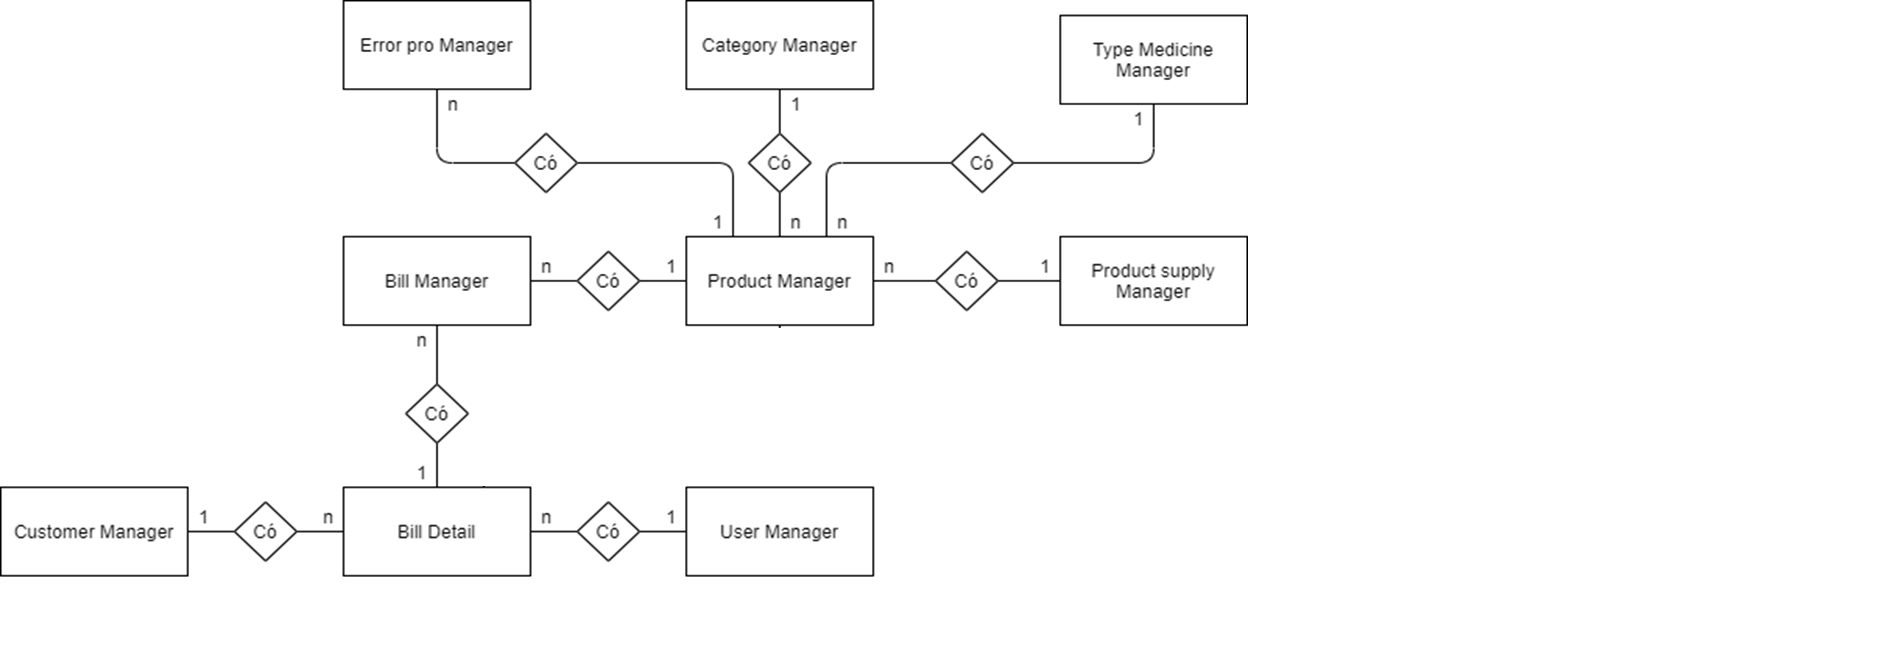 Error pro Manager
Category Manager
Type Medicine
Manager
n
1
1
Có
Có
Có
1
n
n
Bill Manager
n
Có
1
Product Manager
n
Có
1
Product supply
Manager
n
Có
1
Customer Manager
1
Có
n
Bill Detail
n
Có
1
User Manager